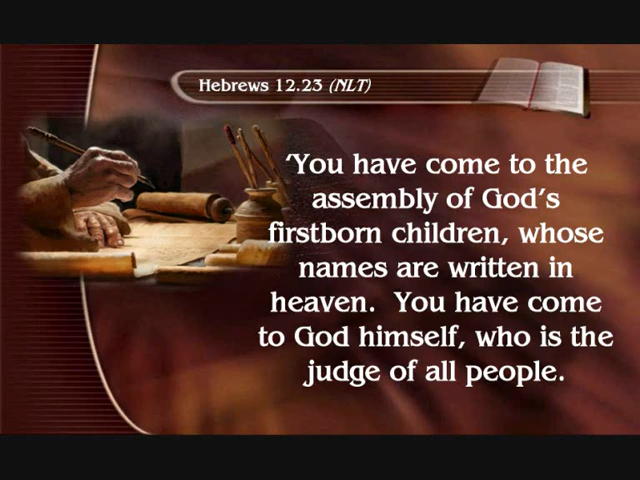 Hebrews 12.23 (NLT)
‘You have come to the
assembly of God’s
firstborn children, whose
names are written in
heaven.  You have come
to God himself, who is the
judge of all people.